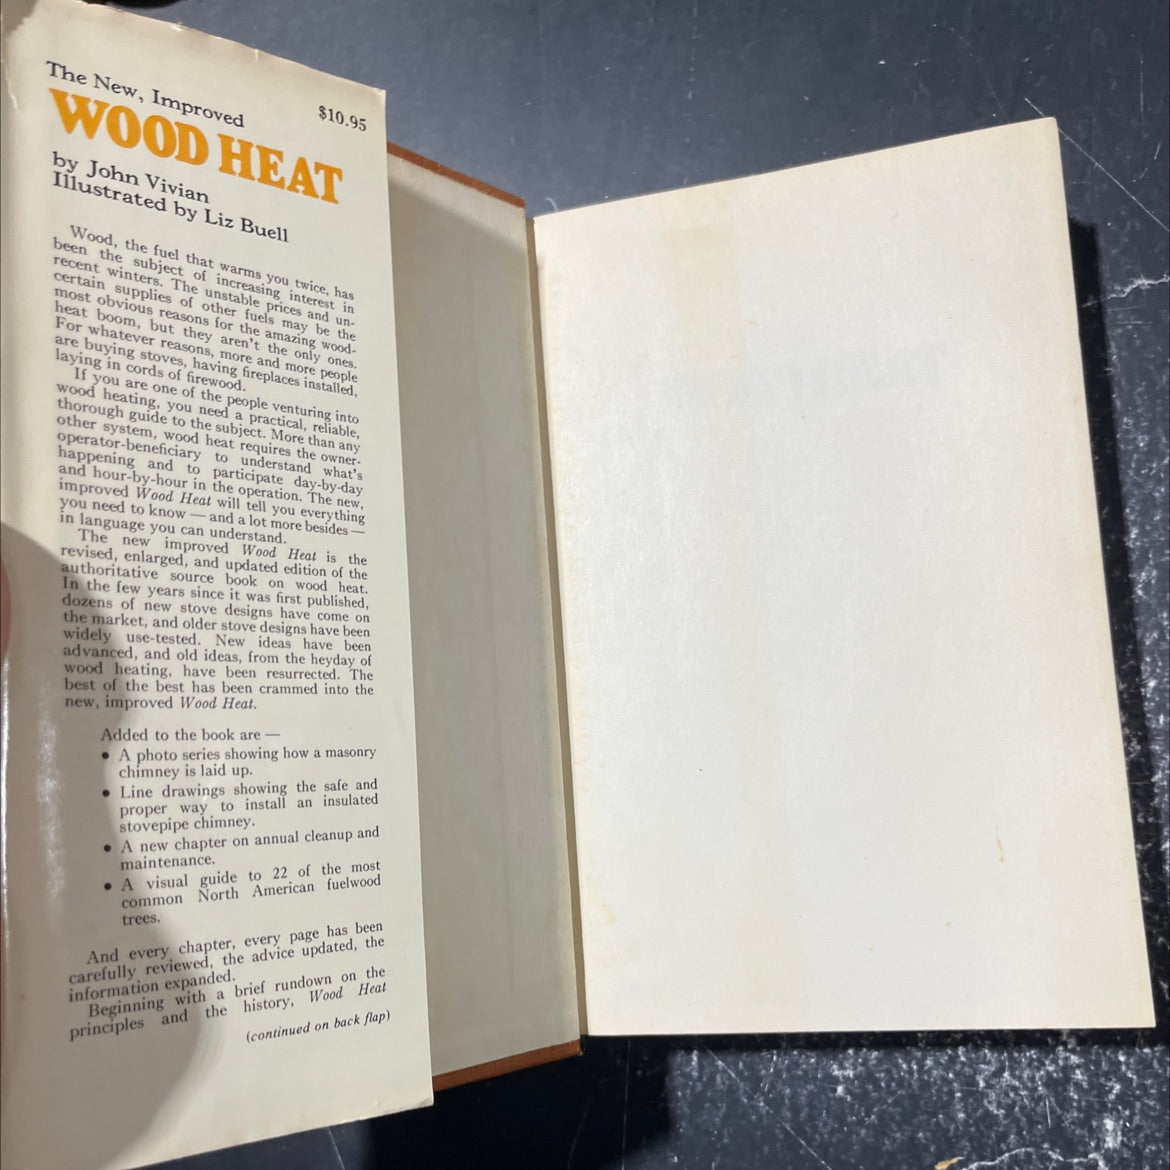 The New, Improved
$10.95
WOOD HEAT
by John Vivian
Illustrated by Liz Buell
Wood, the fuel that warms you twice, has
been the subject of increasing interest in
recent winters. The unstable prices and un-
certain supplies of other fuels may be the
most obvious reasons for the amazing wood-
heat boom, but they aren't the only ones.
For whatever reasons, more and more people
are buying stoves, having fireplaces installed,
laying in cords of firewood.
If you are one of the people venturing into
wood heating, you need a practical, reliable,
thorough guide to the subject. More than any
other system, wood heat requires the owner-
operator-beneficiary to understand what's
happening and to participate day-by-day
and hour-by-hour in the operation. The new,
improved Wood Heat will tell you everything
you need to know — and a lot more besides —
in language you can understand.
The new improved Wood Heat is the
revised, enlarged, and updated edition of the
authoritative source book on wood heat.
In the few years since it was first published,
dozens of new stove designs have come on
the market, and older stove designs have been
widely use-tested. New ideas have been
advanced, and old ideas, from the heyday of
wood heating, have been resurrected. The
best of the best has been crammed into the
new, improved Wood Heat.
Added to the book are —
• A photo series showing how a masonry
chimney is laid up.
• Line drawings showing the safe and
proper way to install an insulated
stovepipe chimney.
• A new chapter on annual cleanup and
maintenance.
• A visual guide to 22 of the most
common North American fuelwood
trees.
And every chapter, every page has been
carefully reviewed, the advice updated, the
information expanded.
Beginning with a brief rundown on the
principles and the history, Wood Heat
(continued on back flap)